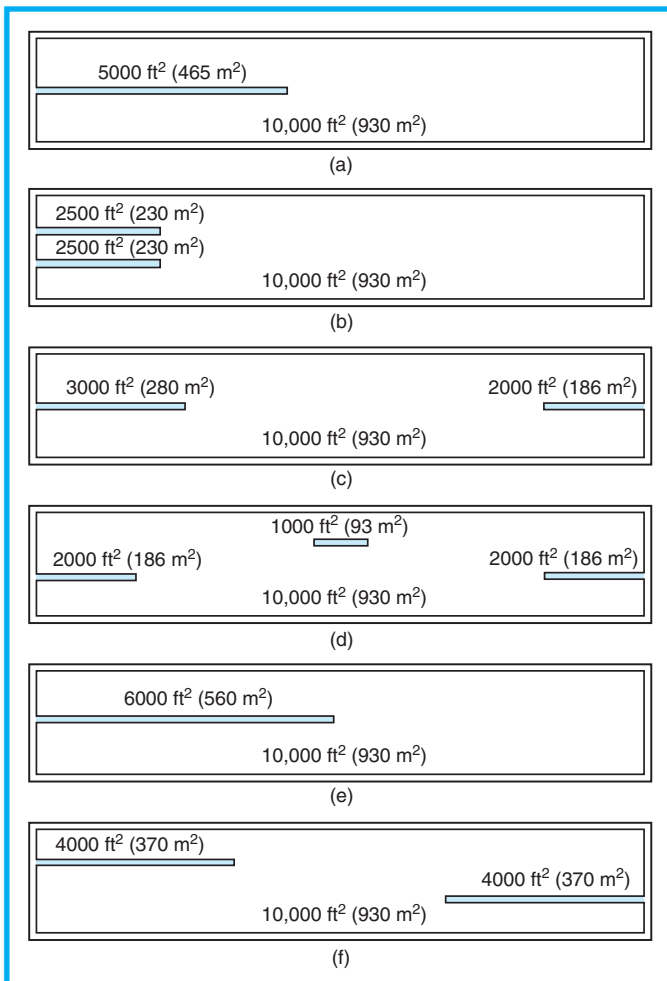 5000 ft² (465 m²)
10,000 ft² (930 m²)
(a)
2500 ft² (230 m²)
2500 ft² (230 m²)
10,000 ft² (930 m²)
(b)
3000 ft² (280 m²)
2000 ft² (186 m²)
10,000 ft² (930 m²)
(c)
1000 ft² (93 m²)
2000 ft² (186 m²)
2000 ft² (186 m²)
10,000 ft² (930 m²)
(d)
6000 ft² (560 m²)
10,000 ft² (930 m²)
(e)
4000 ft² (370 m²)
4000 ft² (370 m²)
10,000 ft² (930 m²)
(f)